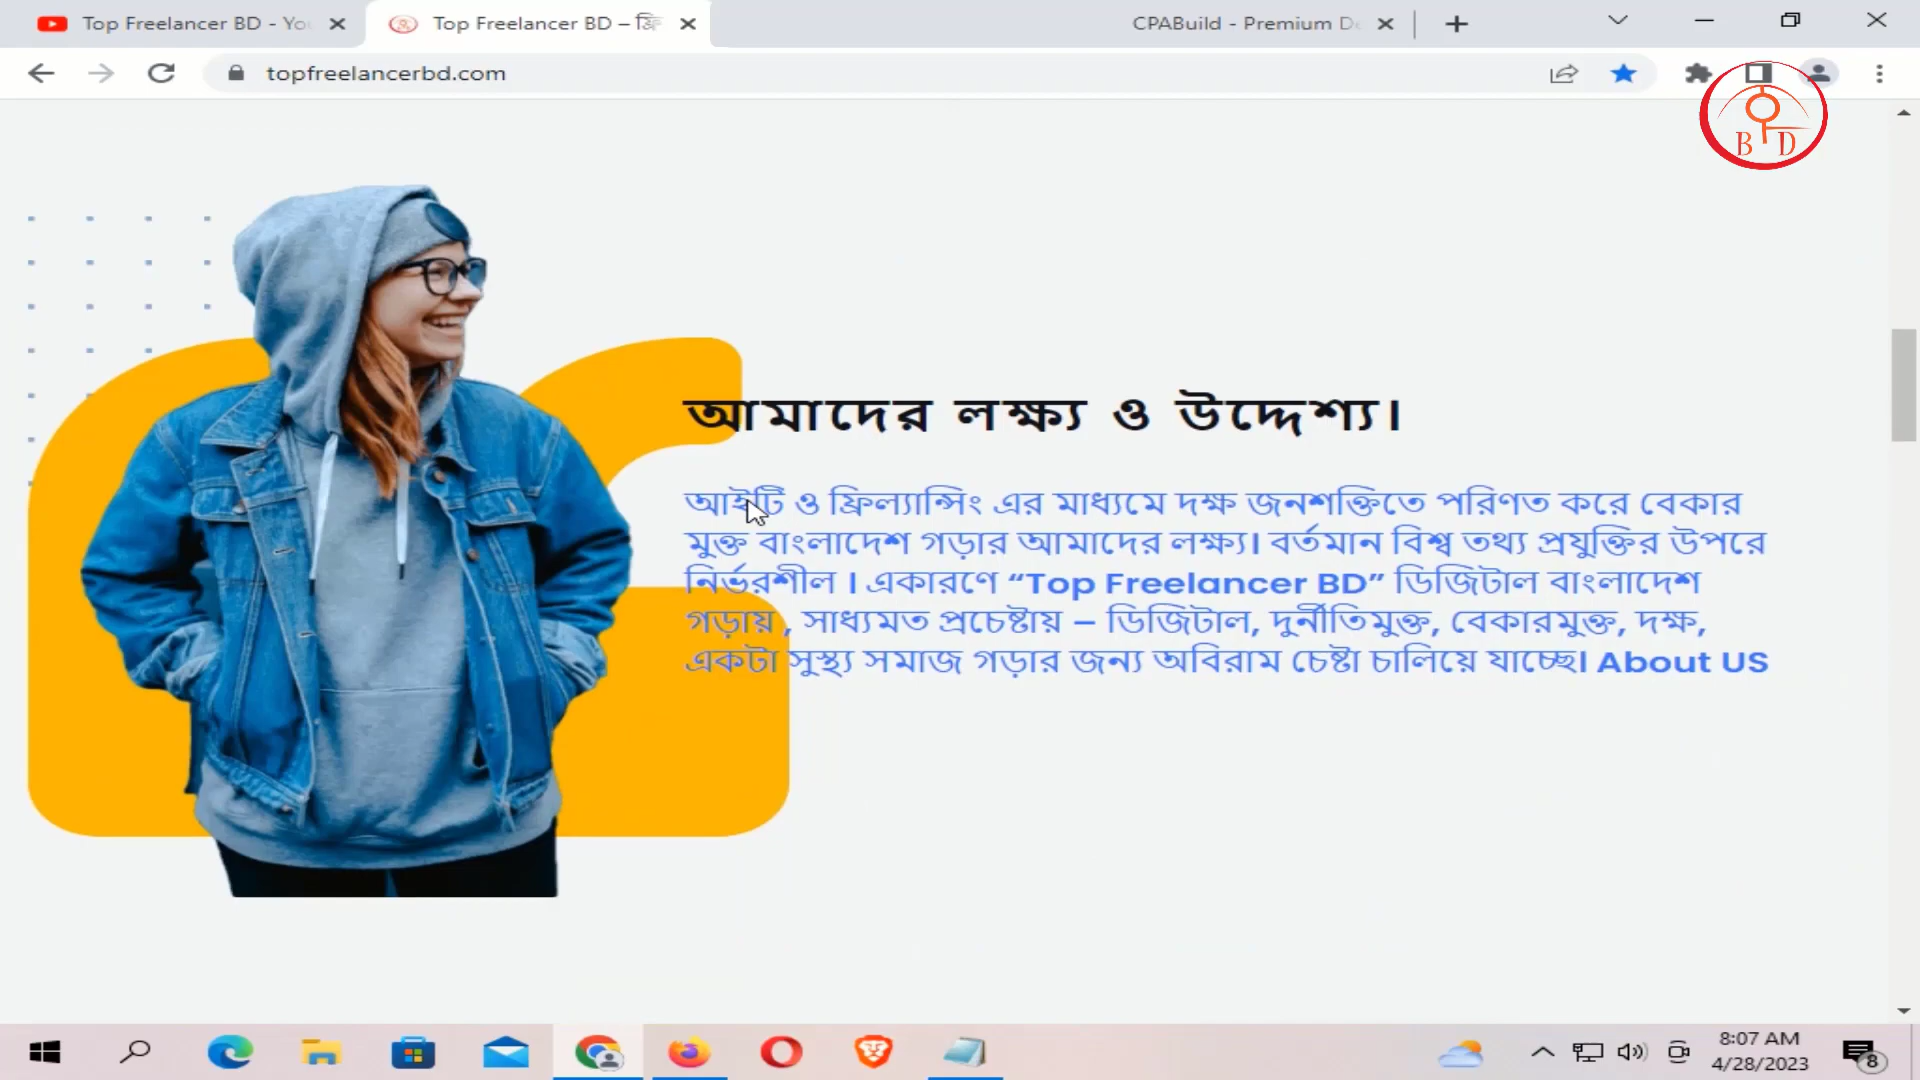 Top Freelancer BD - Yo
Top Freelancer BD – ফ্রি
CPABuild - Premium D
topfreelancerbd.com
B D
আমাদের লক্ষ্য ও উদ্দেশ্য।
আইটি ও ফ্রিল্যান্সিং এর মাধ্যমে দক্ষ জনশক্তিতে পরিণত করে বেকার
মুক্ত বাংলাদেশ গড়ার আমাদের লক্ষ্য। বর্তমান বিশ্ব তথ্য প্রযুক্তির উপরে
নির্ভরশীল । একারণে “Top Freelancer BD” ডিজিটাল বাংলাদেশ
গড়ায় , সাধ্যমত প্রচেষ্টায় – ডিজিটাল, দুর্নীতিমুক্ত, বেকারমুক্ত, দক্ষ,
একটা সুস্থ্য সমাজ গড়ার জন্য অবিরাম চেষ্টা চালিয়ে যাচ্ছে। About US
8:07 AM
4/28/2023
8